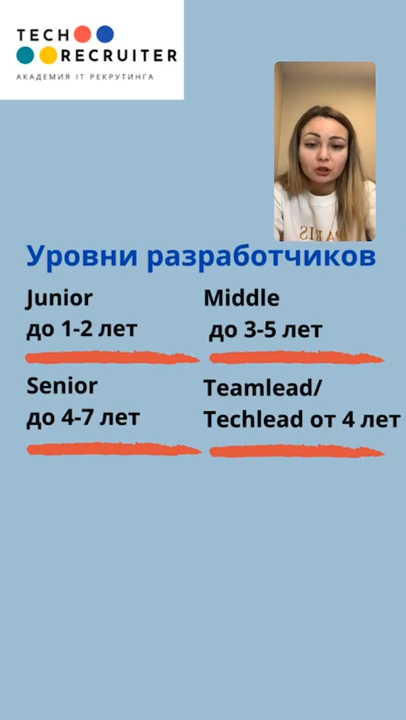 TECH
RECRUITER
АКАДЕМИЯ IT РЕКРУТИНГА
Уровни разработчиков
Junior
до 1-2 лет
Middle
до 3-5 лет
Senior
до 4-7 лет
Teamlead/
Techlead от 4 лет